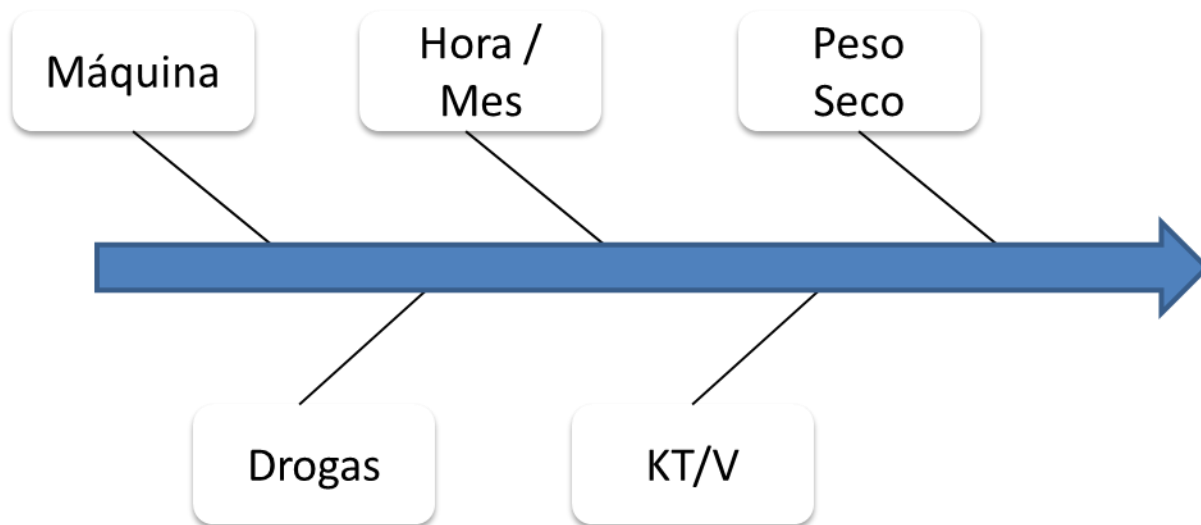 Máquina
Hora /
Mes
Peso
Seco
Drogas
KT/V